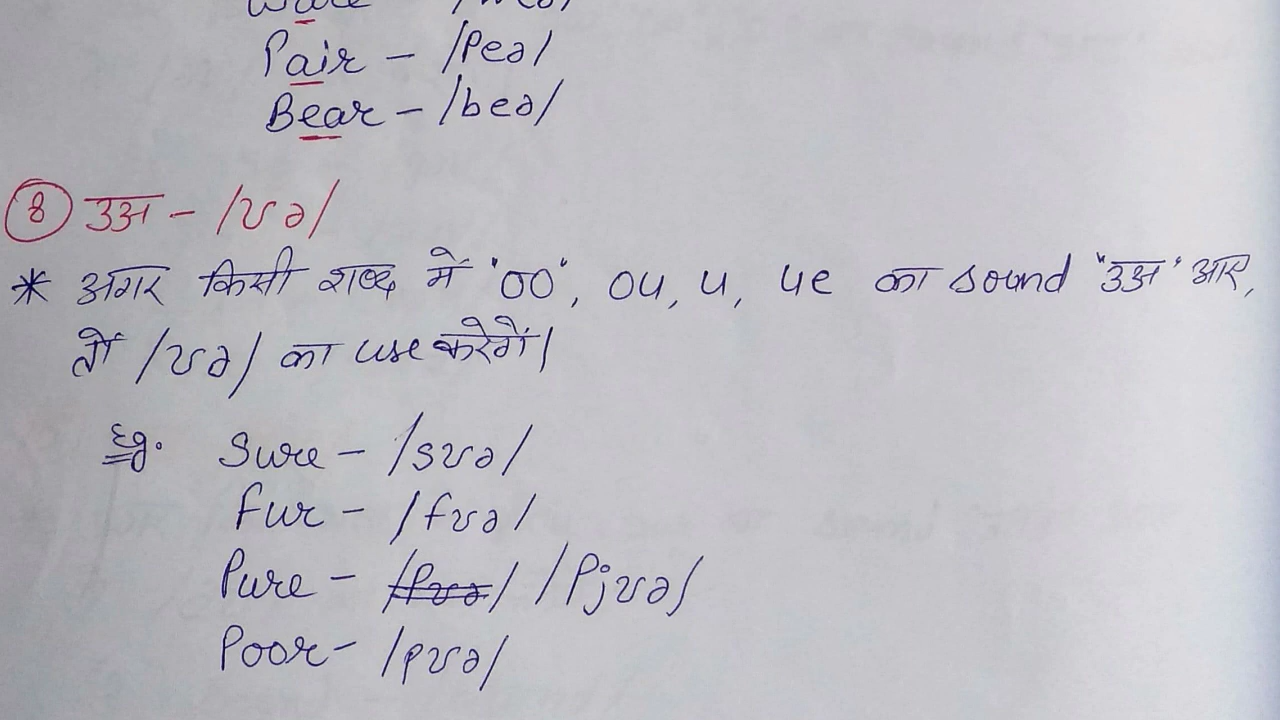 Pair - /Peə/
Bear - /beə/
⑧ उअ - /ʊə/
* अगर किसी शब्द में "oo", ou, u, ue का sound "उअ" आए,
तो /ʊə/ का use करेगें।
Eg. Sure - /sʊə/
Fur - /fʊə/
Pure - /Pʊə/ /Pjʊə/
Poor - /pʊə/